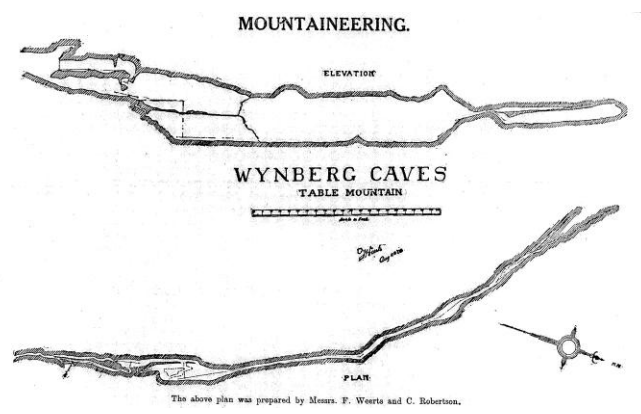 MOUNTAINEERING.
ELEVATION
WYNBERG CAVES
TABLE MOUNTAIN
PLAN
The above plan was prepared by Messrs. F. Weerts and C. Robertson.